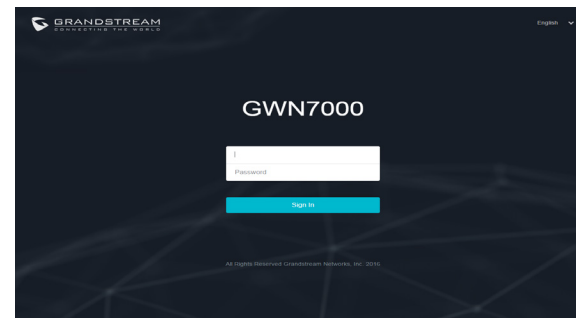 GRANDSTREAM
CONNECTING THE WORLD
English
GWN7000
Password
Sign In
All Rights Reserved Grandstream Networks, Inc. 2016